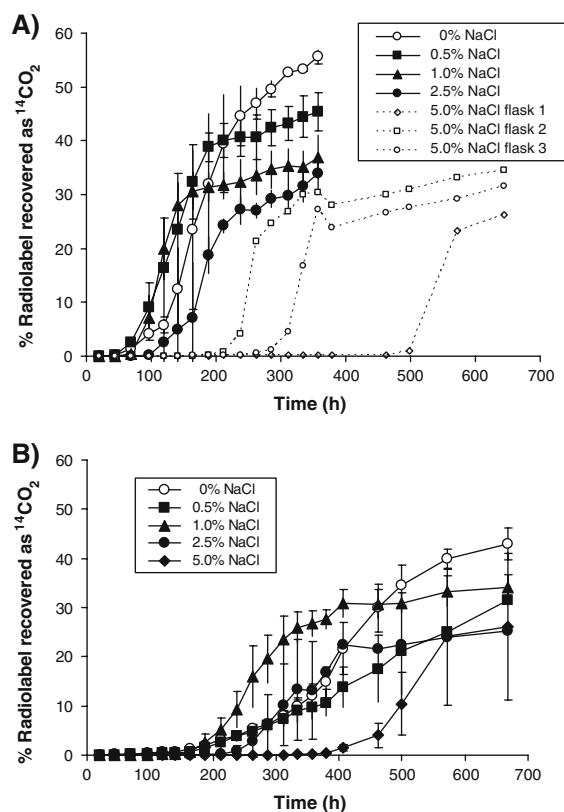 A)
% Radiolabel recovered as ¹⁴CO₂
60
50
40
30
20
10
0
0 100 200 300 400 500 600 700
Time (h)
0% NaCl
0.5% NaCl
1.0% NaCl
2.5% NaCl
5.0% NaCl flask 1
5.0% NaCl flask 2
5.0% NaCl flask 3
B)
% Radiolabel recovered as ¹⁴CO₂
60
50
40
30
20
10
0
0 100 200 300 400 500 600 700
Time (h)
0% NaCl
0.5% NaCl
1.0% NaCl
2.5% NaCl
5.0% NaCl